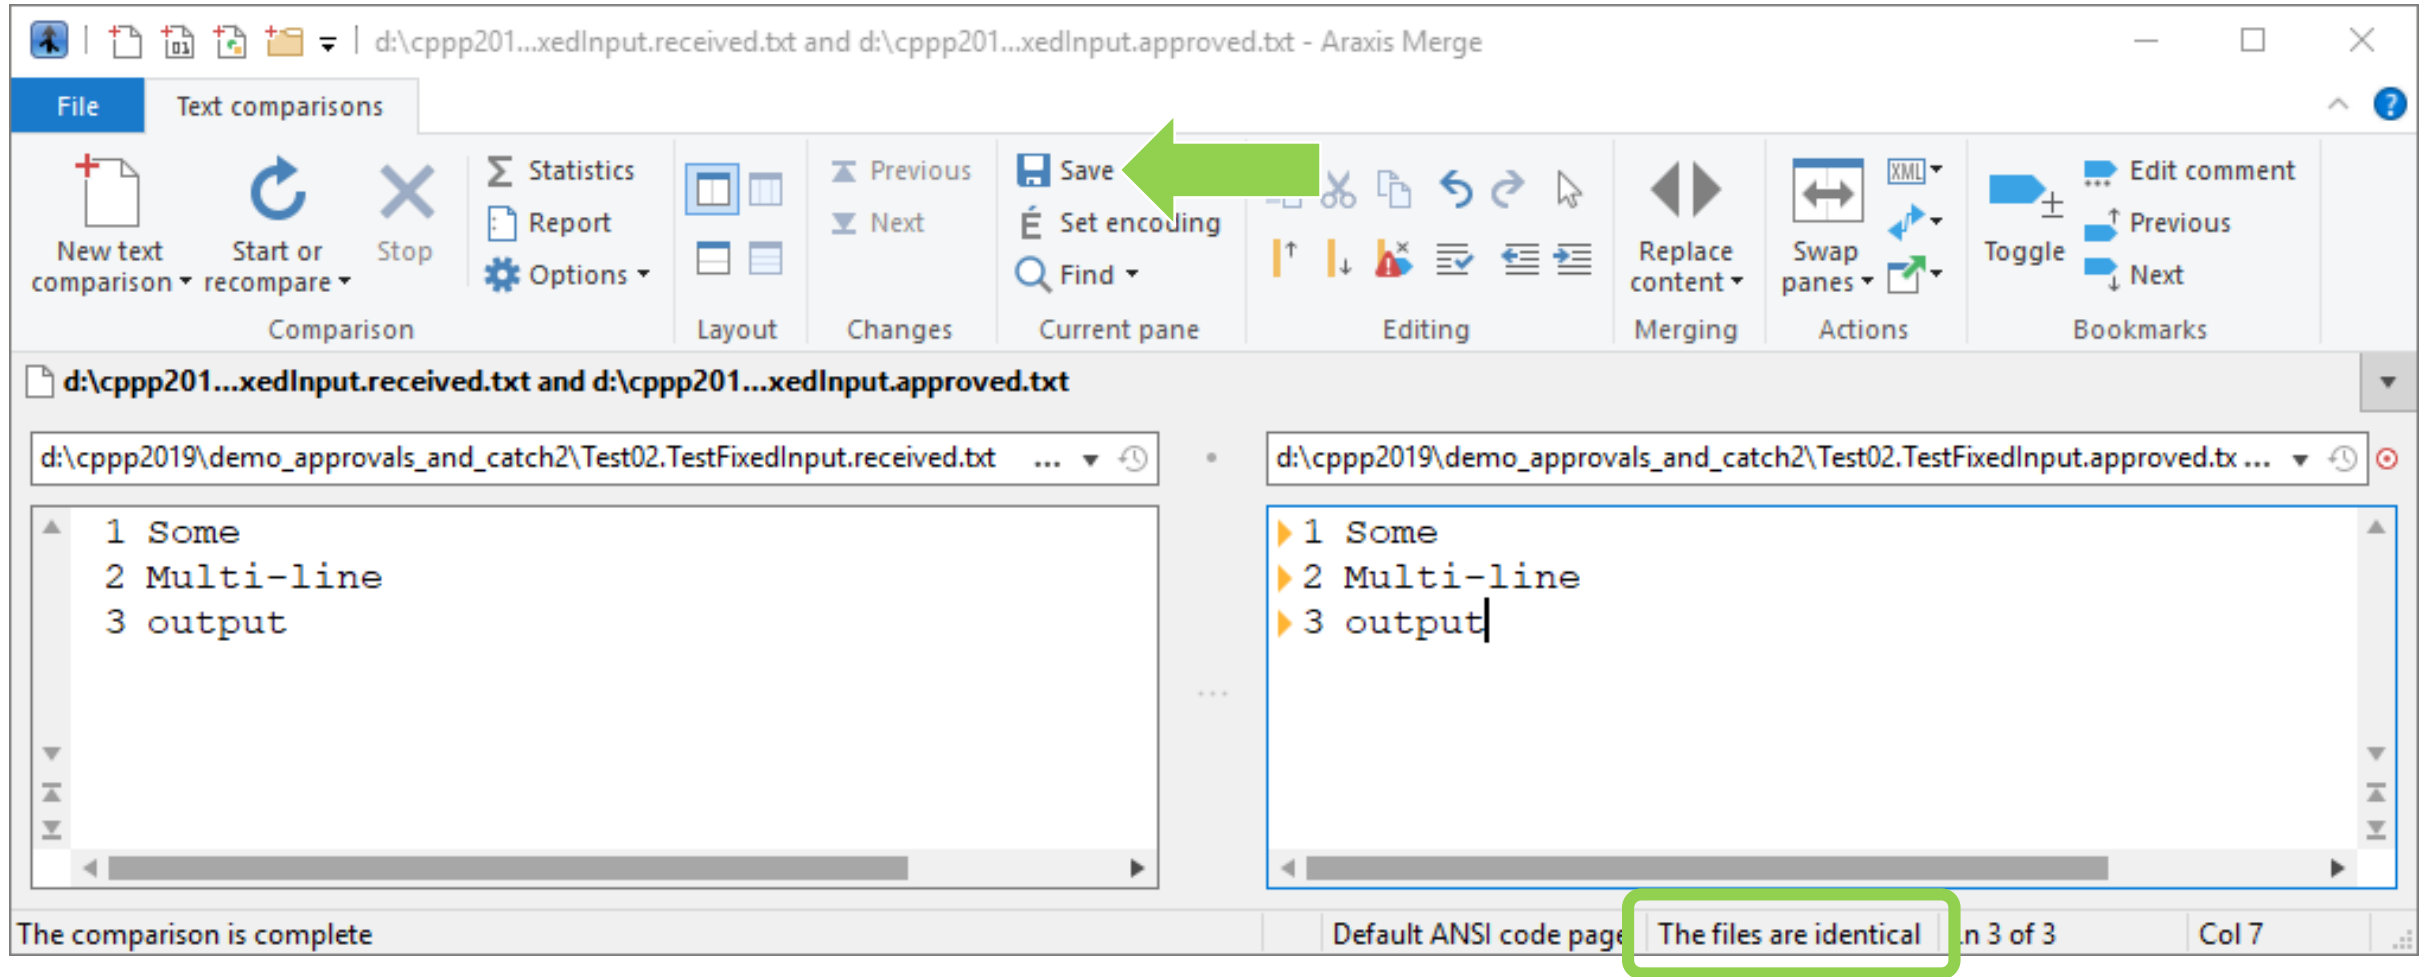 d:\cppp201...xedInput.received.txt and d:\cppp201...xedInput.approved.txt - Araxis Merge
File
Text comparisons
?
New text comparison
Start or recompare
Stop
Statistics
Report
Options
Comparison
Layout
Previous
Next
Changes
Save
É Set encoding
Find
Current pane
Editing
Replace content
Merging
Swap panes
XML
Actions
Toggle
Edit comment
Previous
Next
Bookmarks
d:\cppp201...xedInput.received.txt and d:\cppp201...xedInput.approved.txt
d:\cppp2019\demo_approvals_and_catch2\Test02.TestFixedInput.received.txt ...
d:\cppp2019\demo_approvals_and_catch2\Test02.TestFixedInput.approved.tx ...
1 Some
2 Multi-line
3 output
1 Some
2 Multi-line
3 output
The comparison is complete
Default ANSI code page
The files are identical
Ln 3 of 3
Col 7